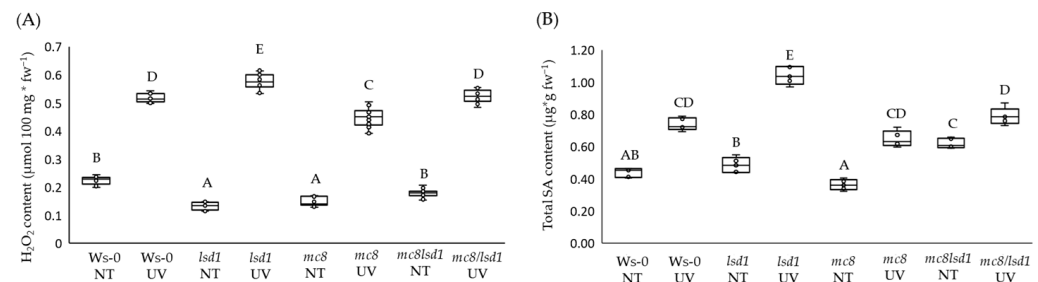 (A)
H₂O₂ content (µmol 100 mg * fw⁻¹)
0.7
0.6
0.5
0.4
0.3
0.2
0.1
0
B
D
A
E
A
C
B
D
Ws-0 NT
Ws-0 UV
lsd1 NT
lsd1 UV
mc8 NT
mc8 UV
mc8lsd1 NT
mc8/lsd1 UV
(B)
Total SA content (µg*g fw⁻¹)
1.20
1.00
0.80
0.60
0.40
0.20
0.00
AB
CD
B
E
A
CD
C
D
Ws-0 NT
Ws-0 UV
lsd1 NT
lsd1 UV
mc8 NT
mc8 UV
mc8lsd1 NT
mc8/lsd1 UV